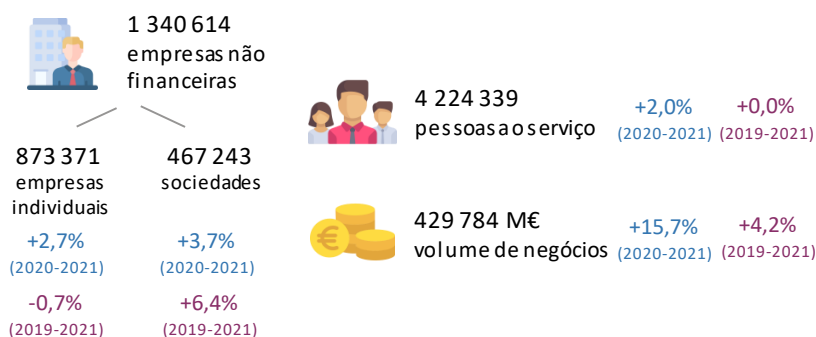 1 340 614
empresas não
financeiras
873 371
empresas
individuais
+2,7%
(2020-2021)
-0,7%
(2019-2021)
467 243
sociedades
+3,7%
(2020-2021)
+6,4%
(2019-2021)
4 224 339
pessoas ao serviço
+2,0%
(2020-2021)
+0,0%
(2019-2021)
429 784 M€
volume de negócios
+15,7%
(2020-2021)
+4,2%
(2019-2021)